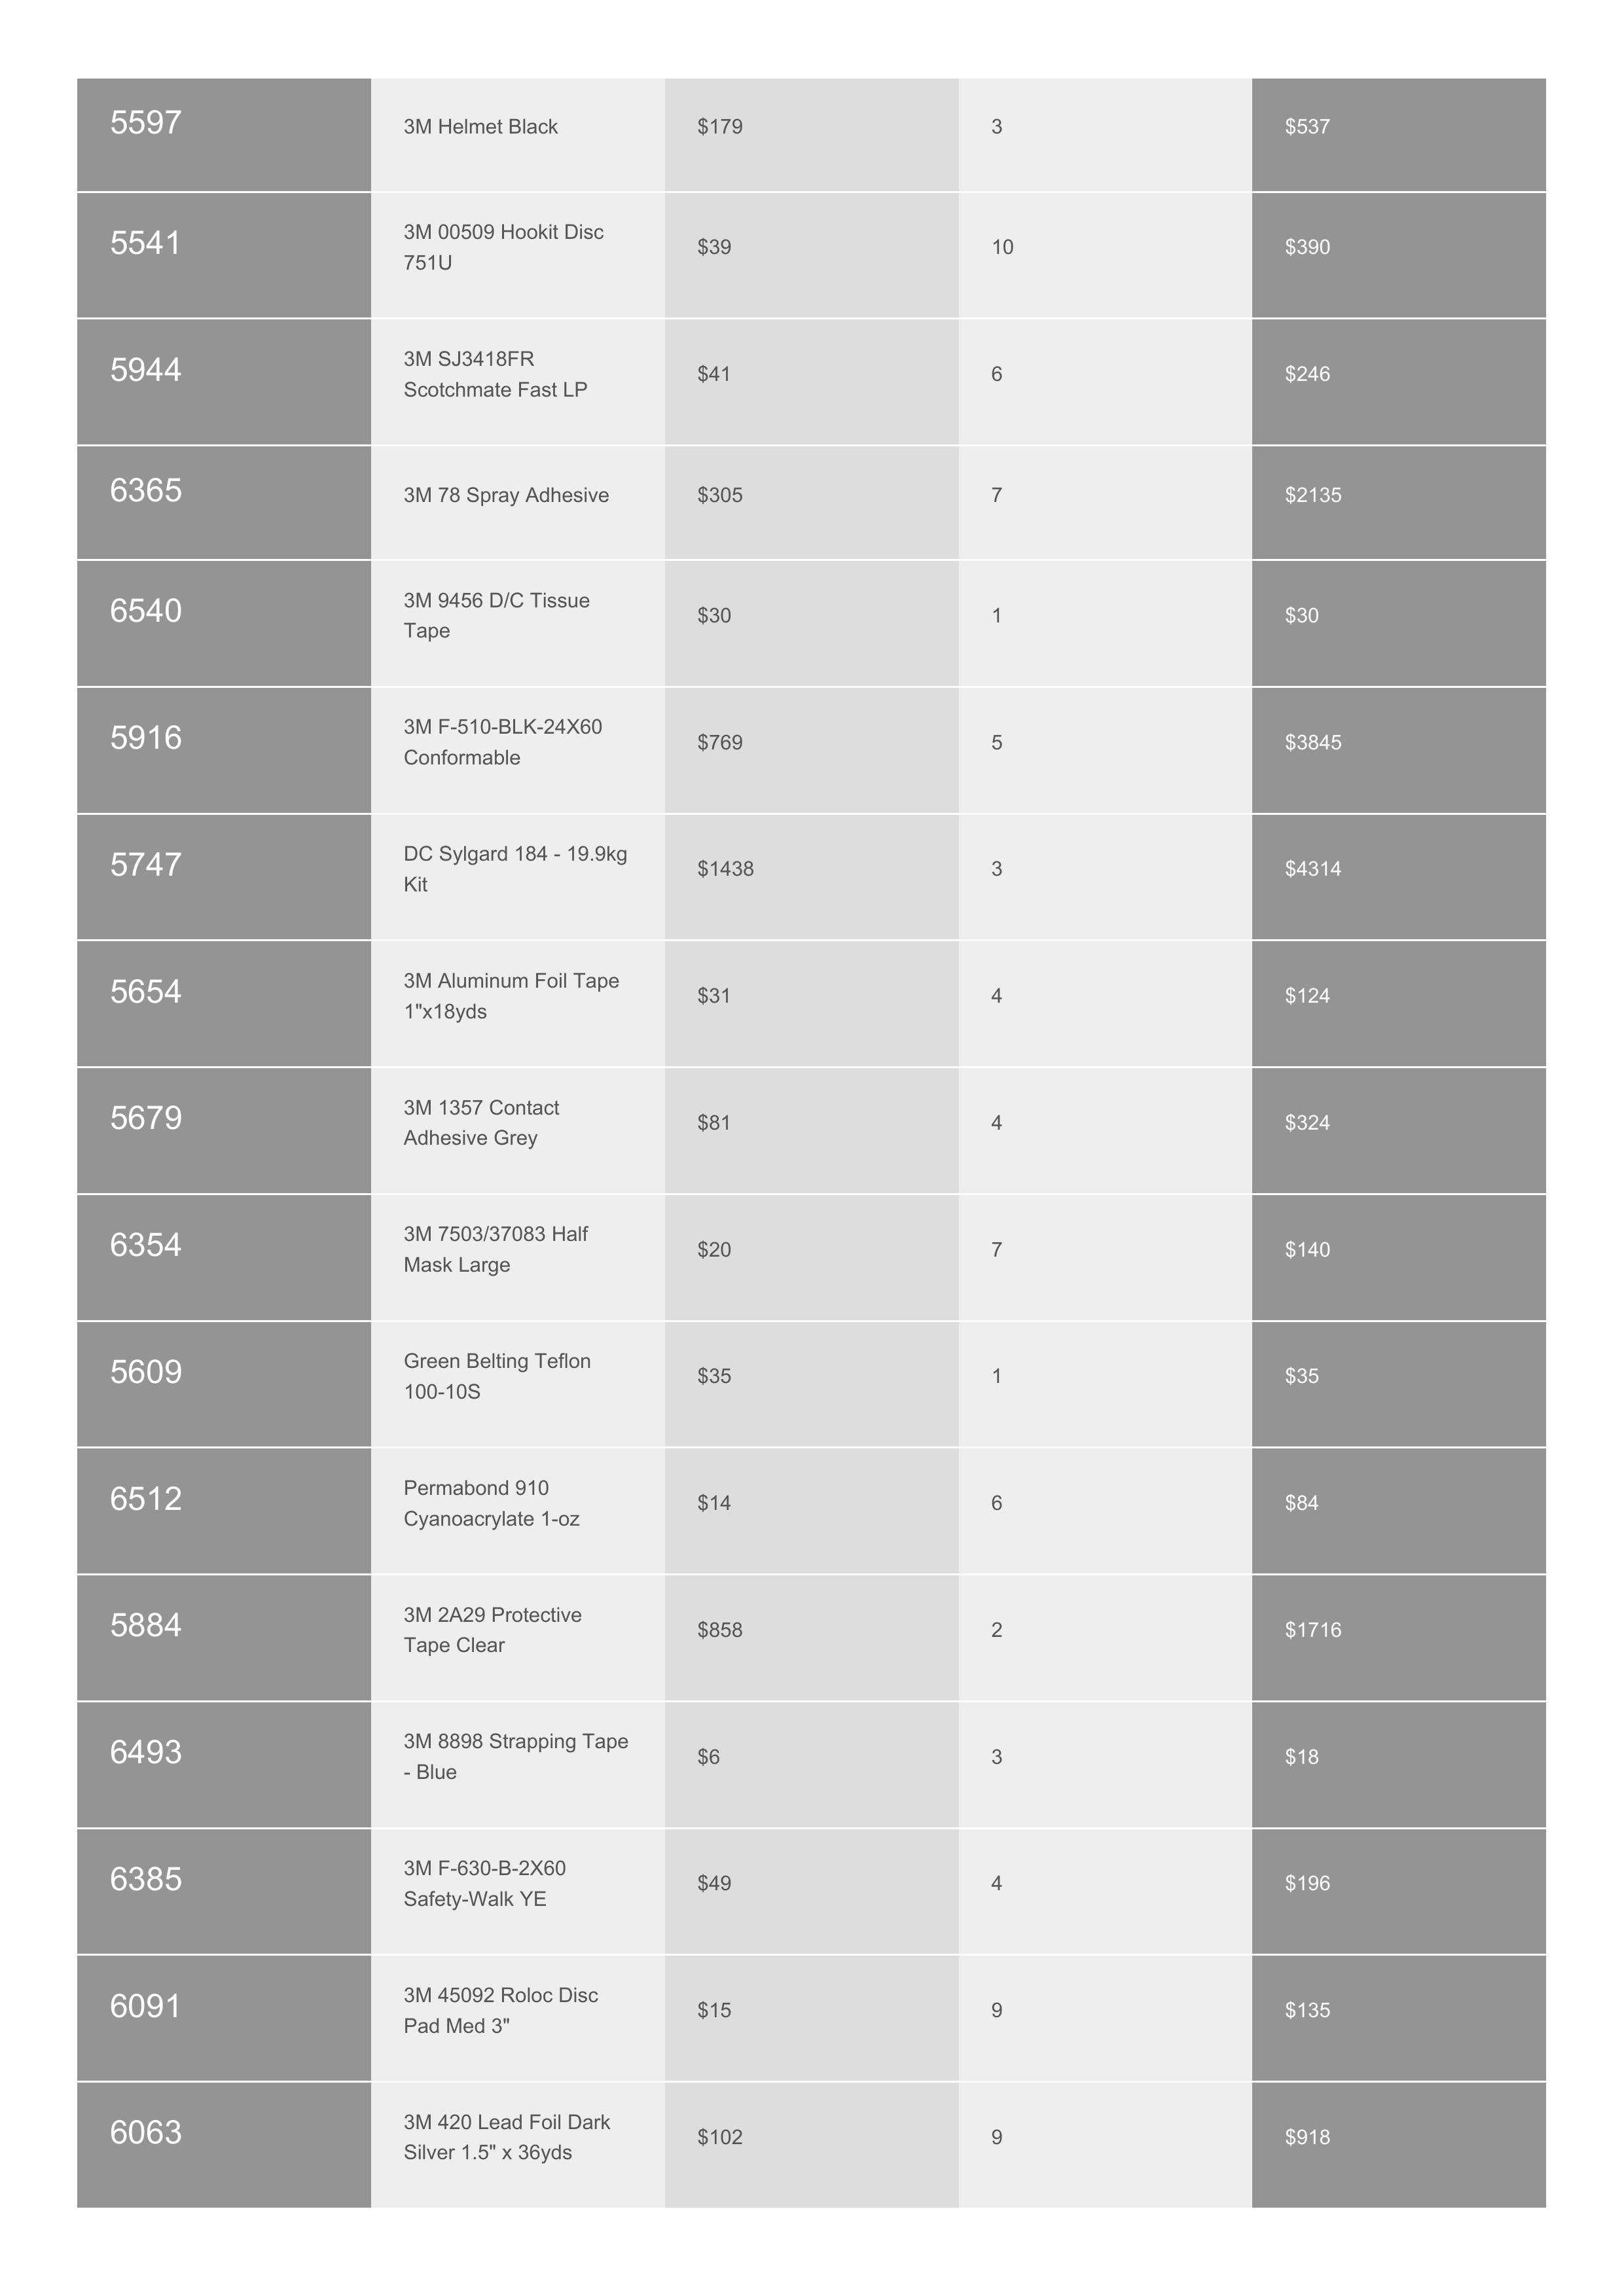 5597 3M Helmet Black $179 3 $537
5541 3M 00509 Hookit Disc $39 10 $390
751U
5944 3M SJ3418FR $41 6 $246
Scotchmate Fast LP
6365 3M 78 Spray Adhesive $305 7 $2135
6540 3M 9456 D/C Tissue $30 1 $30
Tape
5916 3M F-510-BLK-24X60 $769 5 $3845
Conformable
5747 DC Sylgard 184 - 19.9kg $1438 3 $4314
Kit
5654 3M Aluminum Foil Tape $31 4 $124
1"x18yds
5679 3M 1357 Contact $81 4 $324
Adhesive Grey
6354 3M 7503/37083 Half $20 7 $140
Mask Large
5609 Green Belting Teflon $35 1 $35
100-10S
6512 Permabond 910 $14 6 $84
Cyanoacrylate 1-oz
5884 3M 2A29 Protective $858 2 $1716
Tape Clear
6493 3M 8898 Strapping Tape $6 3 $18
- Blue
6385 3M F-630-B-2X60 $49 4 $196
Safety-Walk YE
6091 3M 45092 Roloc Disc $15 9 $135
Pad Med 3"
6063 3M 420 Lead Foil Dark $102 9 $918
Silver 1.5" x 36yds